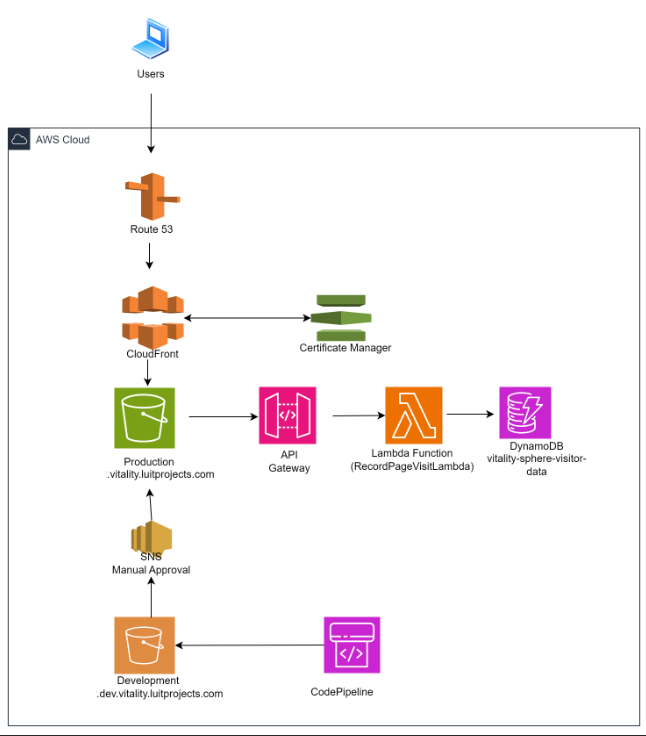 Users
AWS Cloud
Route 53
CloudFront
Certificate Manager
Production
.vitality.luitprojects.com
API
Gateway
Lambda Function
(RecordPageVisitLambda)
DynamoDB
vitality-sphere-visitor-
data
SNS
Manual Approval
Development
.dev.vitality.luitprojects.com
CodePipeline